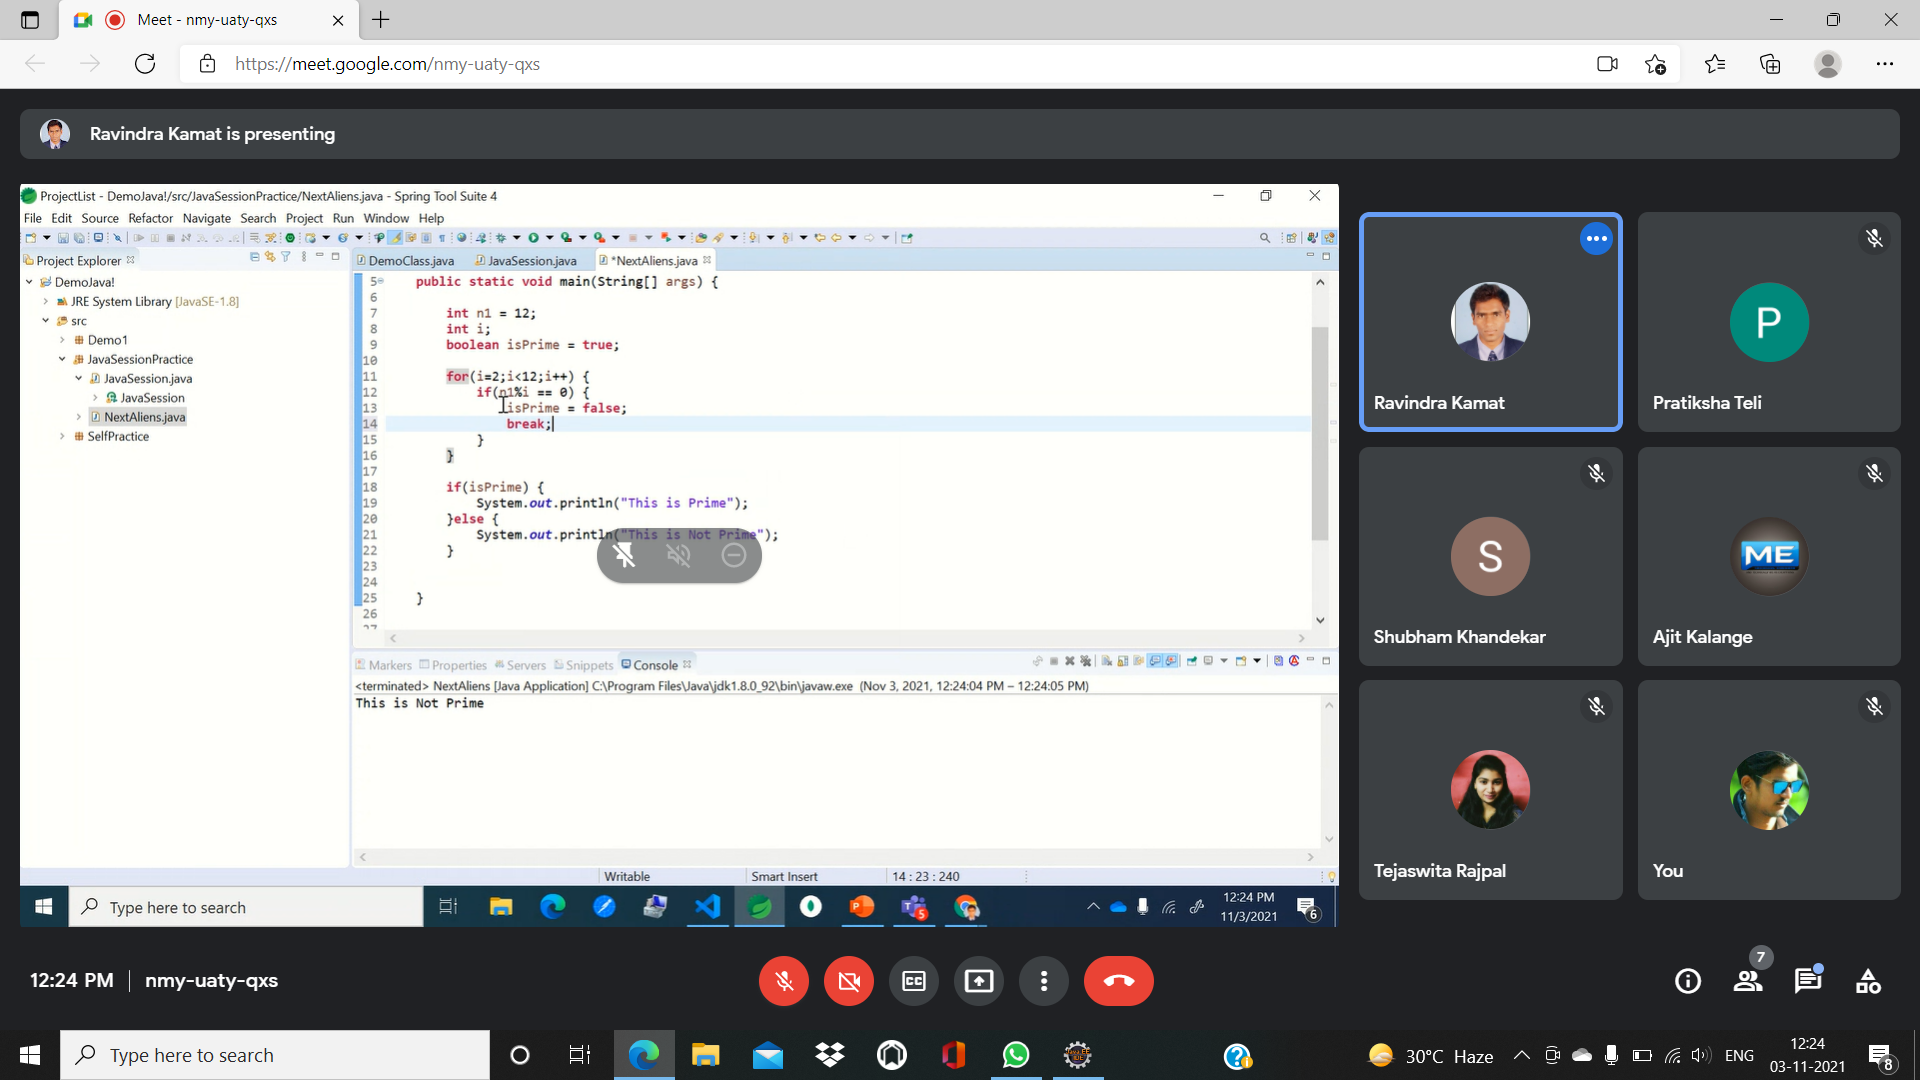 Meet - nmy-uaty-qxs
https://meet.google.com/nmy-uaty-qxs
Ravindra Kamat is presenting
ProjectList - DemoJava!/src/JavaSessionPractice/NextAliens.java - Spring Tool Suite 4
File Edit Source Refactor Navigate Search Project Run Window Help
Project Explorer
DemoClass.java JavaSession.java *NextAliens.java
DemoJava!
JRE System Library [JavaSE-1.8]
src
Demo1
JavaSessionPractice
JavaSession.java
JavaSession
NextAliens.java
SelfPractice
5 public static void main(String[] args) {
6
7 int n1 = 12;
8 int i;
9 boolean isPrime = true;
10
11 for(i=2;i<12;i++) {
12 if(n1%i == 0) {
13 isPrime = false;
14 break;
15 }
16 }
17
18 if(isPrime) {
19 System.out.println("This is Prime");
20 }else {
21 System.out.println("This is Not Prime");
22 }
23
24
25 }
26
27
Markers Properties Servers Snippets Console
<terminated> NextAliens [Java Application] C:\Program Files\Java\jdk1.8.0_92\bin\javaw.exe (Nov 3, 2021, 12:24:04 PM – 12:24:05 PM)
This is Not Prime
Writable Smart Insert 14 : 23 : 240
Type here to search
12:24 PM
11/3/2021
6
Ravindra Kamat
P
Pratiksha Teli
S
Shubham Khandekar
ME
Ajit Kalange
Tejaswita Rajpal
You
12:24 PM | nmy-uaty-qxs
CC
7
Type here to search
30°C Haze
ENG
12:24
03-11-2021
8